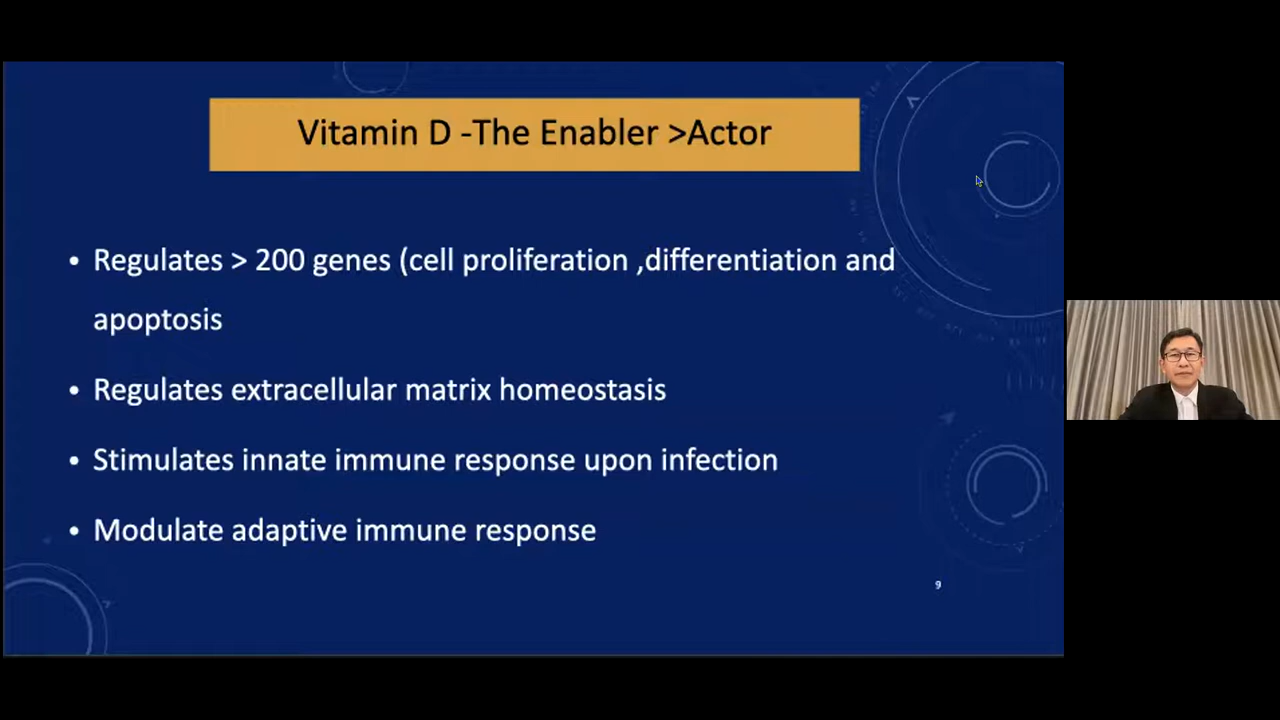 Vitamin D -The Enabler >Actor
• Regulates > 200 genes (cell proliferation ,differentiation and
apoptosis
• Regulates extracellular matrix homeostasis
• Stimulates innate immune response upon infection
• Modulate adaptive immune response
9